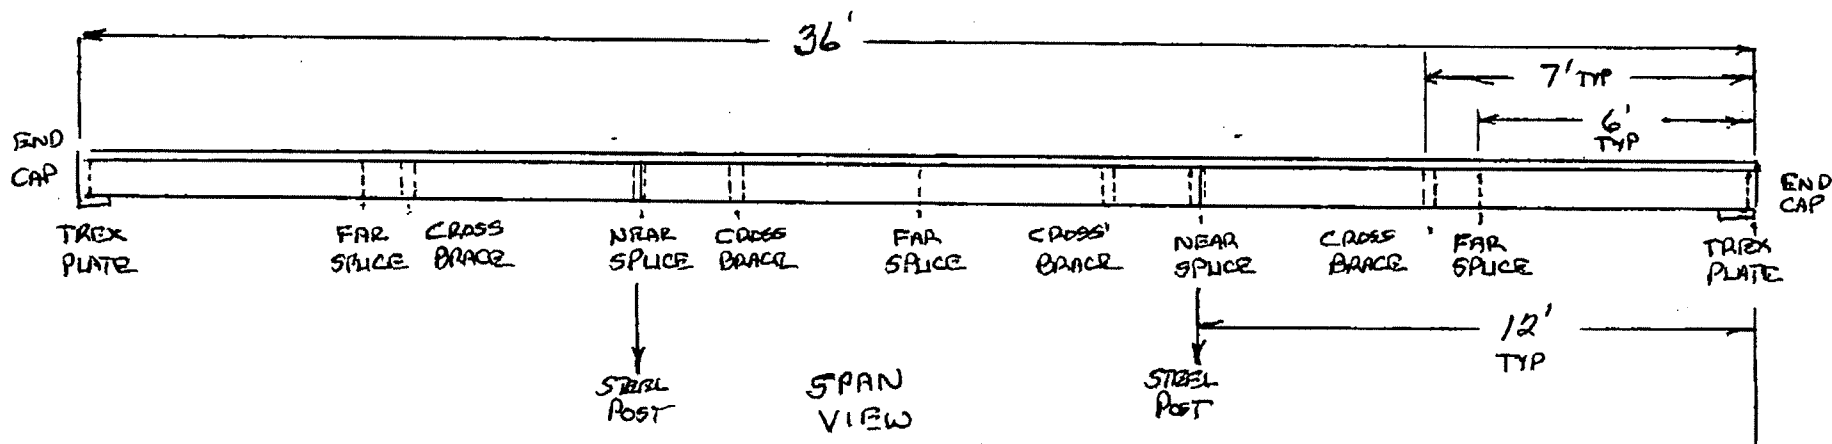 36'
7' TYP
6'
TYP
END
CAP
END
CAP
TREX
PLATE
FAR
SPLICE
CROSS
BRACE
NEAR
SPLICE
CROSS
BRACE
FAR
SPLICE
CROSS
BRACE
NEAR
SPLICE
CROSS
BRACE
FAR
SPLICE
TREX
PLATE
12'
TYP
STEEL
POST
SPAN
VIEW
STEEL
POST